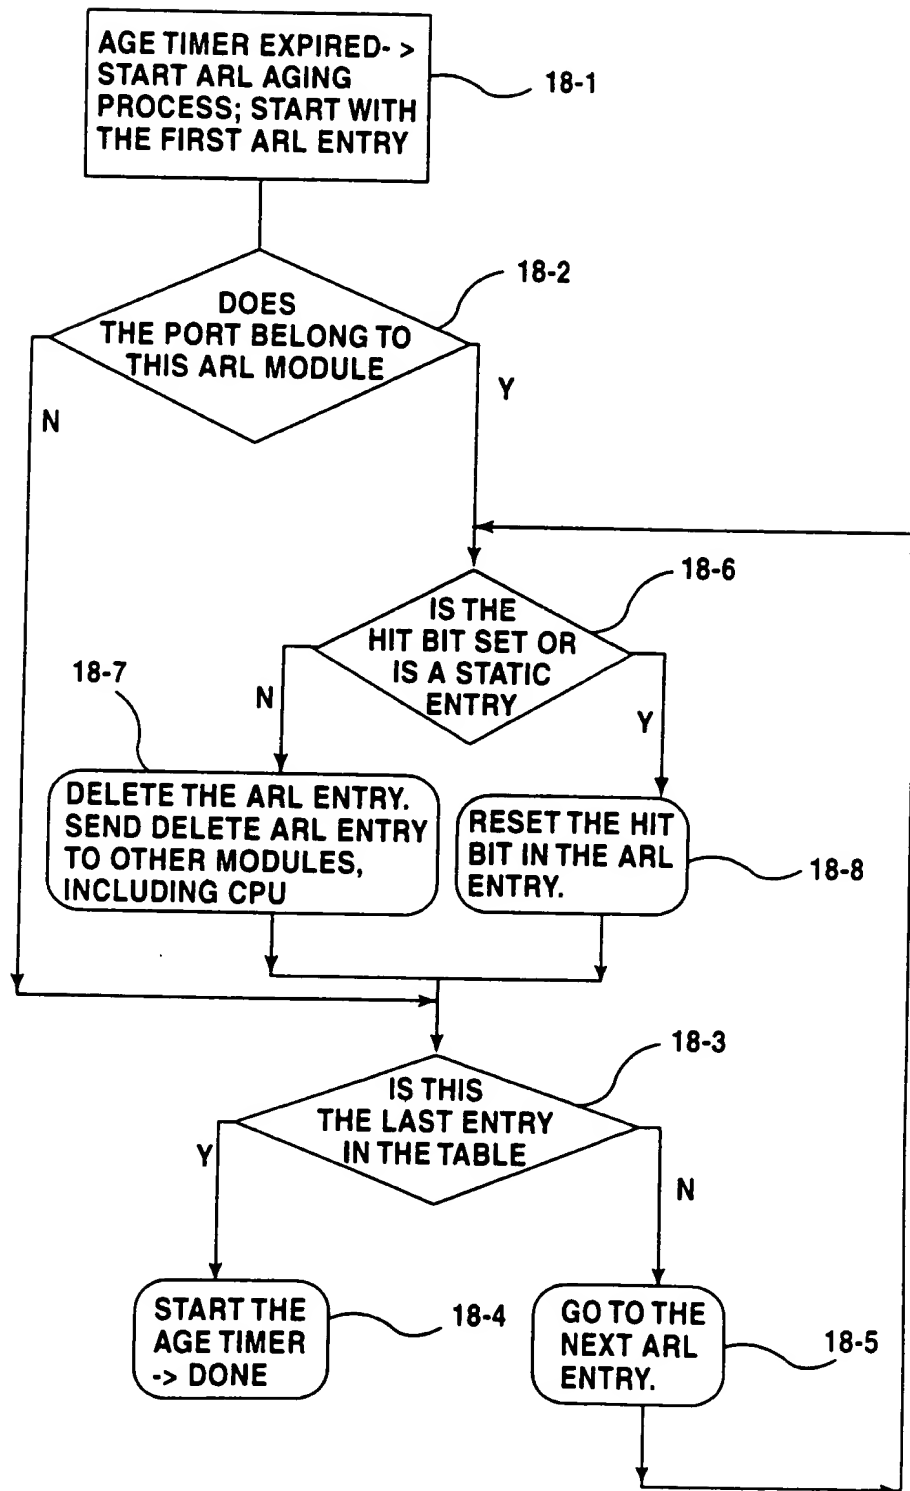 AGE TIMER EXPIRED- >
START ARL AGING
PROCESS; START WITH
THE FIRST ARL ENTRY
18-1
18-2
DOES
THE PORT BELONG TO
THIS ARL MODULE
N
Y
18-6
IS THE
HIT BIT SET OR
IS A STATIC
ENTRY
18-7
N
Y
DELETE THE ARL ENTRY.
SEND DELETE ARL ENTRY
TO OTHER MODULES,
INCLUDING CPU
RESET THE HIT
BIT IN THE ARL
ENTRY.
18-8
18-3
IS THIS
THE LAST ENTRY
IN THE TABLE
Y
N
START THE
AGE TIMER
-> DONE
18-4
GO TO THE
NEXT ARL
ENTRY.
18-5